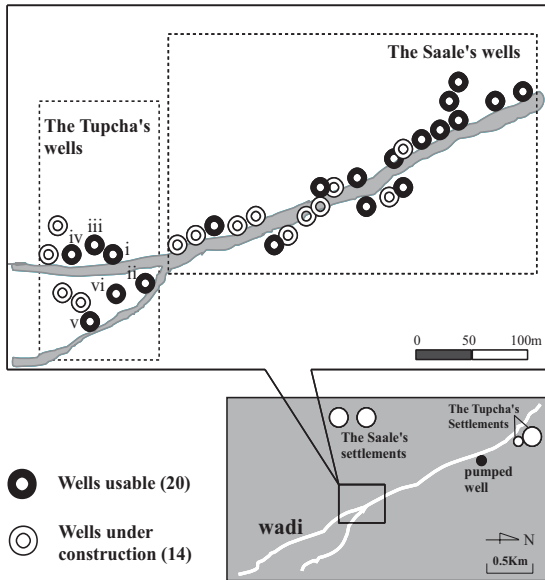 The Saale's wells
The Tupcha's
wells
iii
iv
i
vi
ii
v
0
50
100m
The Saale's
settlements
The Tupcha's
Settlements
pumped
well
wadi
N
0.5Km
Wells usable (20)
Wells under
construction (14)